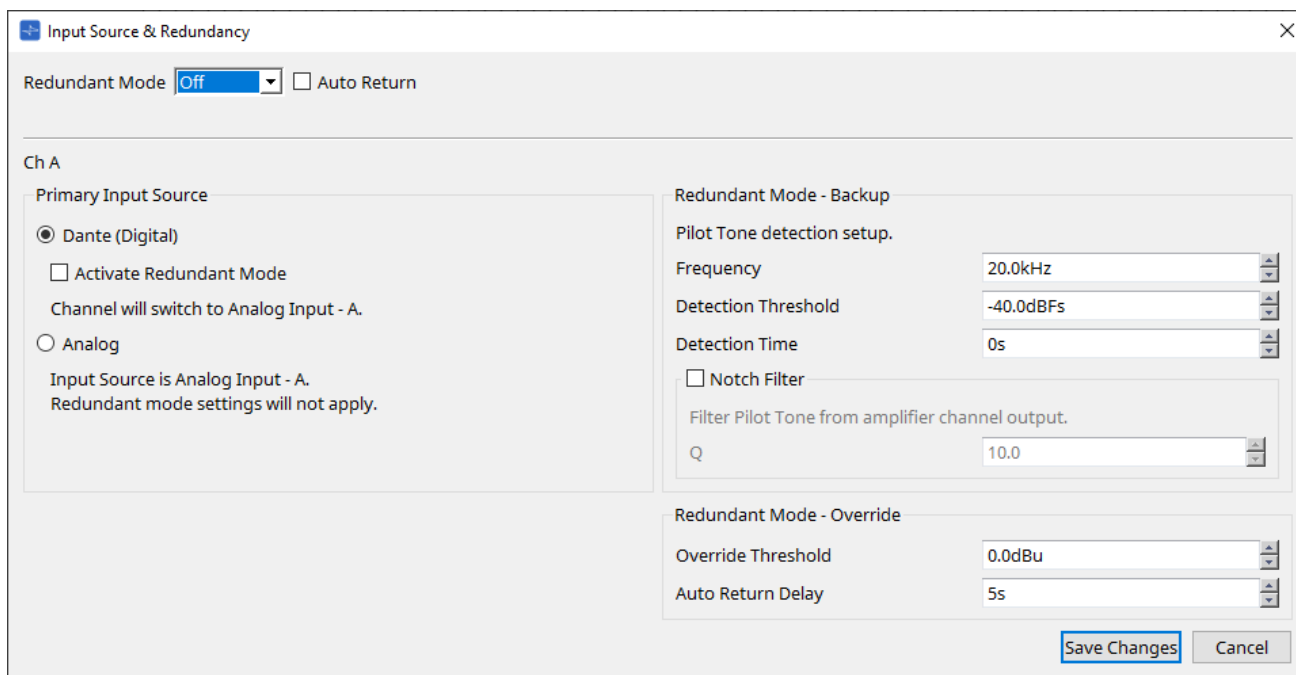 Input Source & Redundancy
Redundant Mode Off Auto Return
Ch A
Primary Input Source
Dante (Digital)
Activate Redundant Mode
Channel will switch to Analog Input - A.
Analog
Input Source is Analog Input - A.
Redundant mode settings will not apply.
Redundant Mode - Backup
Pilot Tone detection setup.
Frequency 20.0kHz
Detection Threshold -40.0dBFs
Detection Time 0s
Notch Filter
Filter Pilot Tone from amplifier channel output.
Q 10.0
Redundant Mode - Override
Override Threshold 0.0dBu
Auto Return Delay 5s
Save Changes Cancel